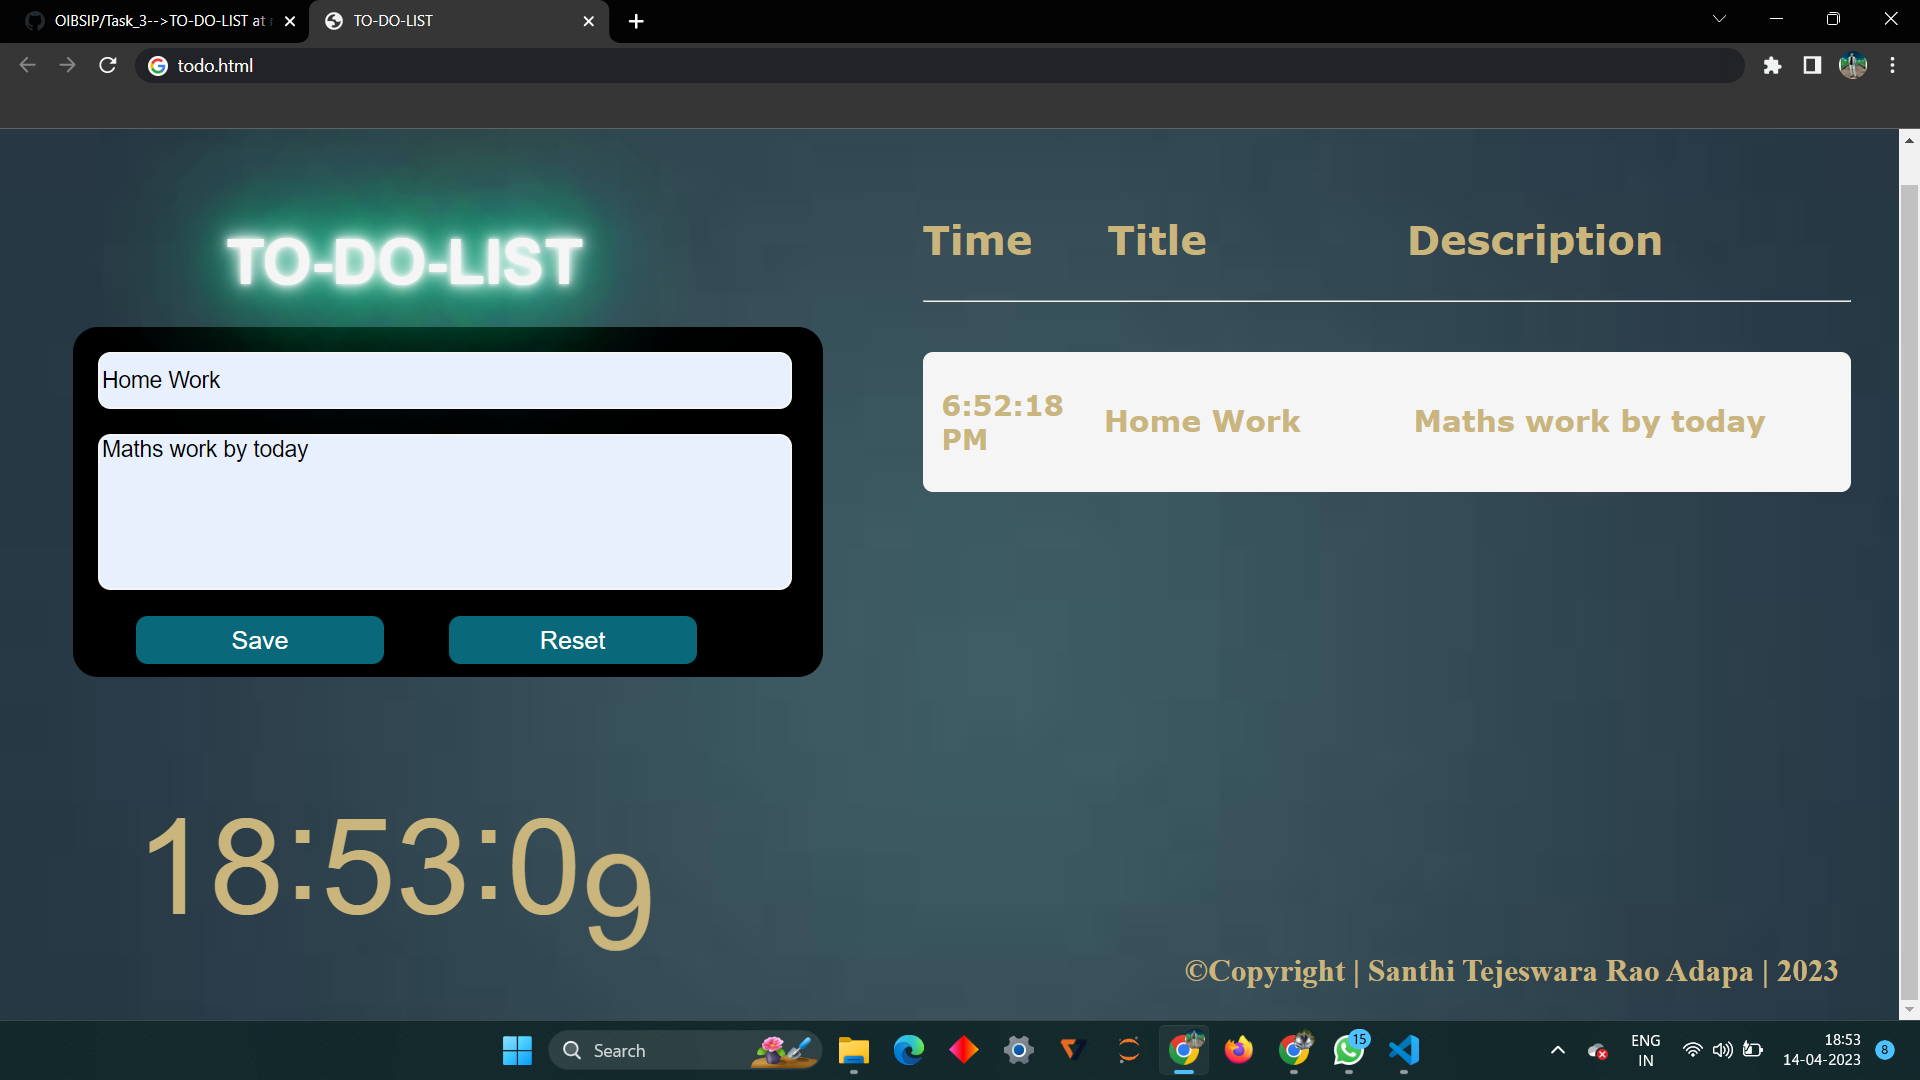 OIBSIP/Task_3-->TO-DO-LIST at
TO-DO-LIST
todo.html
TO-DO-LIST
Home Work
Maths work by today
Save
Reset
18:53:09
Time Title Description
6:52:18 PM
Home Work
Maths work by today
©Copyright | Santhi Tejeswara Rao Adapa | 2023
Search
15
ENG
IN
18:53
14-04-2023
8